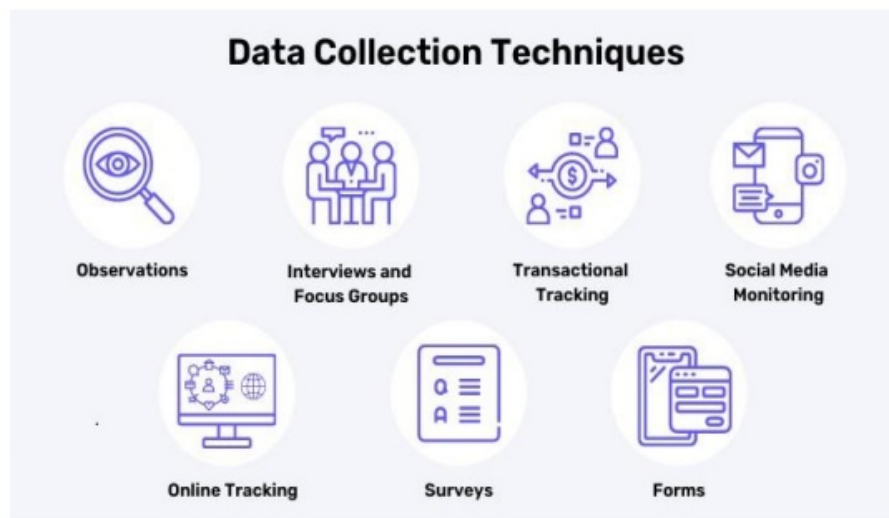 Data Collection Techniques
Observations
Interviews and
Focus Groups
Transactional
Tracking
Social Media
Monitoring
Q
A
Online Tracking
Surveys
Forms